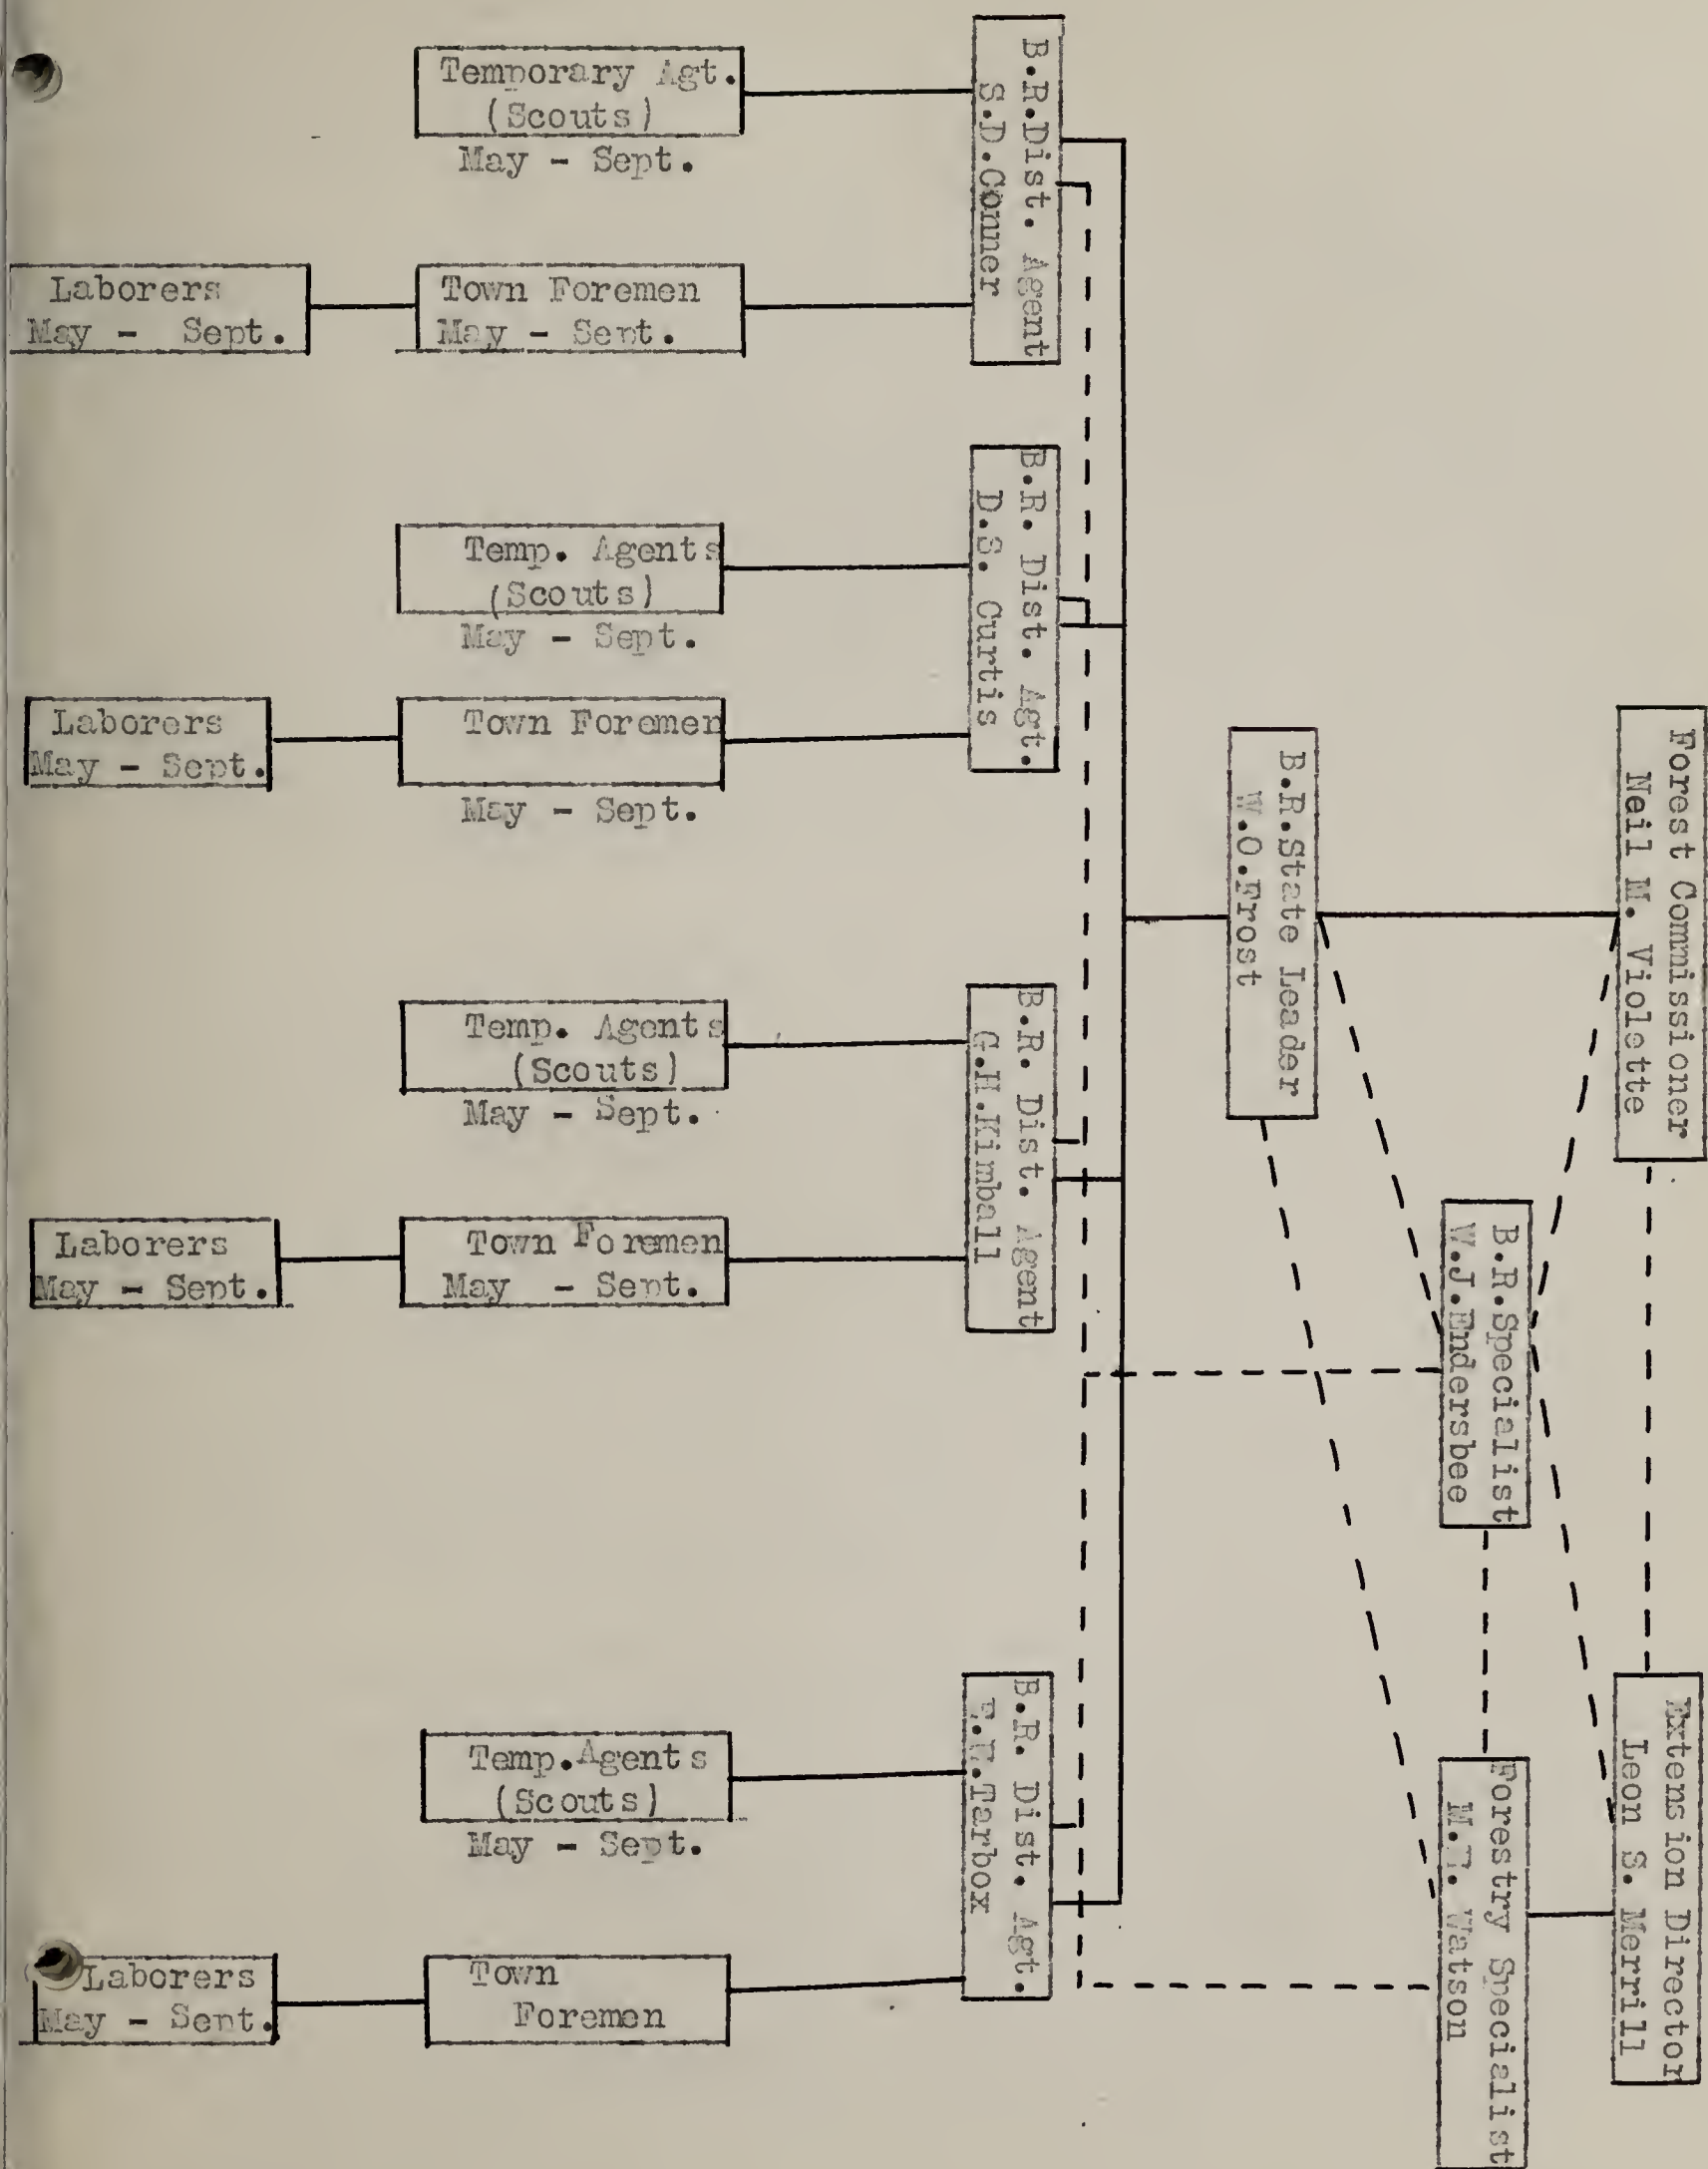 Forest Commissioner
Neil M. Violette
Extension Director
Leon S. Merrill
B.R.Specialist
W.J.Endersbee
Forestry Specialist
Watson
B.R.State Leader
W.O.Frost
B.R.Dist. Agent
S.D.Conner
B.R. Dist. Agt.
D.S. Curtis
B.R. Dist. Agent
G.H.Kimball
B.R. Dist. Agt.
Tarbox
Temporary Agt.
(Scouts)
May - Sept.
Town Foremen
May - Sept.
Laborers
May - Sept.
Temp. Agents
(Scouts)
May - Sept.
Town Foremen
May - Sept.
Laborers
May - Sept.
Temp. Agents
(Scouts)
May - Sept.
Town Foremen
May - Sept.
Laborers
May - Sept.
Temp.Agents
(Scouts)
May - Sept.
Town
Foremen
Laborers
May - Sept.